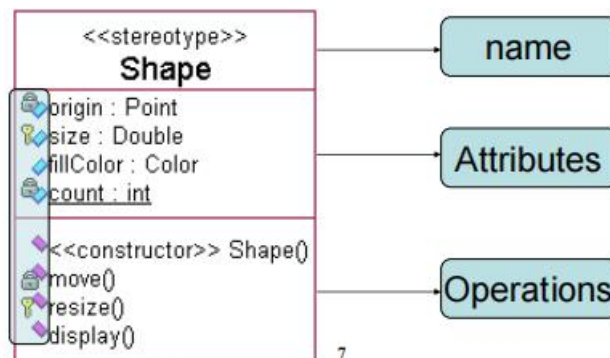 <<stereotype>>
Shape
name
origin : Point
size : Double
fillColor : Color
count : int
Attributes
<<constructor>> Shape()
move()
resize()
display()
Operations
7